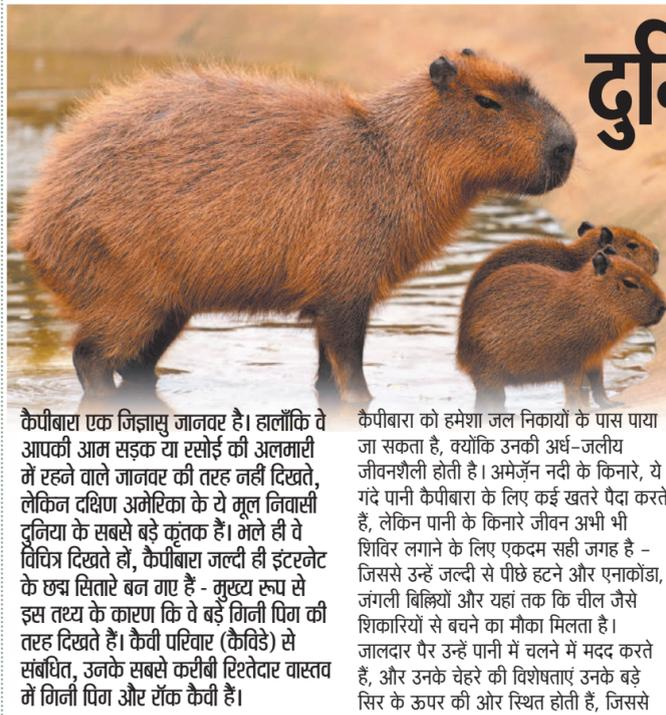 कैपीबारा एक जिज्ञासु जानवर है। हालाँकि वे
आपकी आम सड़क या रसोई की अलमारी
में रहने वाले जानवर की तरह नहीं दिखते,
लेकिन दक्षिण अमेरिका के ये मूल निवासी
दुनिया के सबसे बड़े कृंतक हैं। भले ही वे
विचित्र दिखते हों, कैपीबारा जल्दी ही इंटरनेट
के छद्म सितारे बन गए हैं - मुख्य रूप से
इस तथ्य के कारण कि वे बड़े गिनी पिग की
तरह दिखते हैं। कैवी परिवार (कैविडे) से
संबंधित, उनके सबसे करीबी रिश्तेदार वास्तव
में गिनी पिग और रॉक कैवी हैं।
कैपीबारा को हमेशा जल निकायों के पास पाया
जा सकता है, क्योंकि उनकी अर्ध-जलीय
जीवनशैली होती है। अमेज़ॅन नदी के किनारे, ये
गंदे पानी कैपीबारा के लिए कई खतरे पैदा करते
हैं, लेकिन पानी के किनारे जीवन अभी भी
शिविर लगाने के लिए एकदम सही जगह है -
जिससे उन्हें जल्दी से पीछे हटने और एनाकोंडा,
जंगली बिल्लियों और यहां तक कि चील जैसे
शिकारियों से बचने का मौका मिलता है।
जालदार पैर उन्हें पानी में चलने में मदद करते
हैं, और उनके चेहरे की विशेषताएं उनके बड़े
सिर के ऊपर की ओर स्थित होती हैं, जिससे